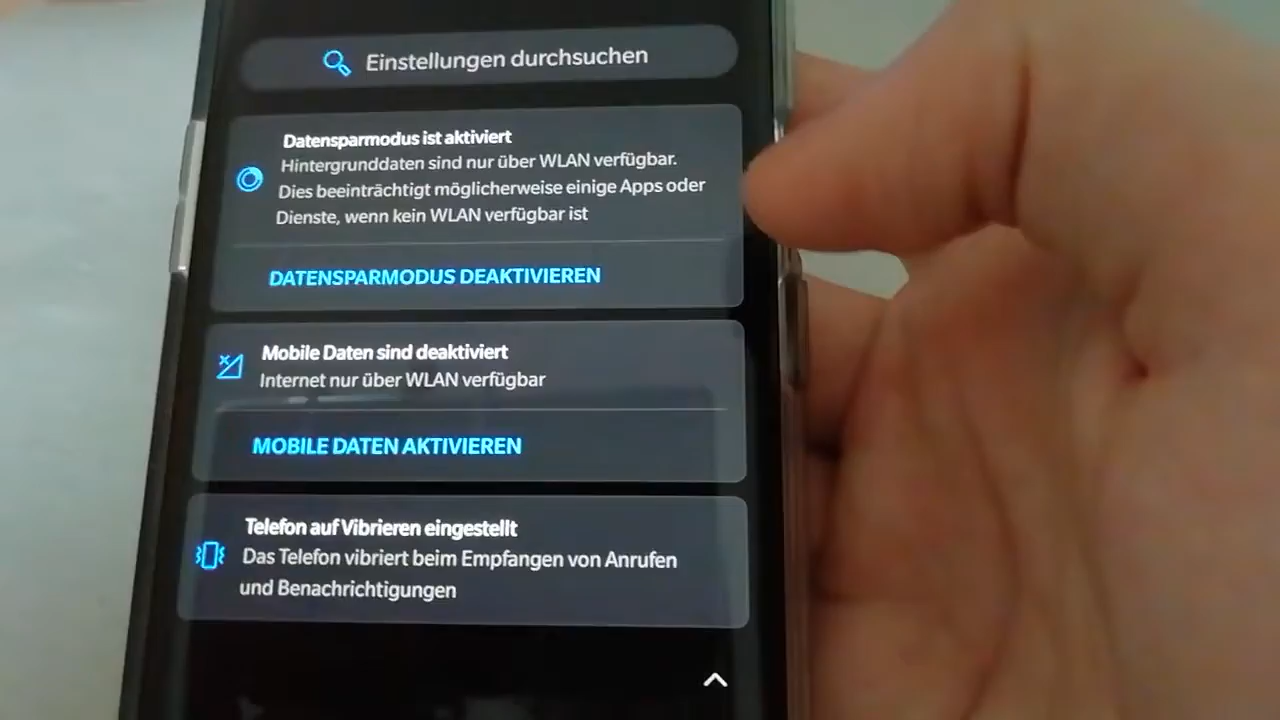 Einstellungen durchsuchen
Datensparmodus ist aktiviert
Hintergrunddaten sind nur über WLAN verfügbar.
Dies beeinträchtigt möglicherweise einige Apps oder
Dienste, wenn kein WLAN verfügbar ist
DATENSPARMODUS DEAKTIVIEREN
Mobile Daten sind deaktiviert
Internet nur über WLAN verfügbar
MOBILE DATEN AKTIVIEREN
Telefon auf Vibrieren eingestellt
Das Telefon vibriert beim Empfangen von Anrufen
und Benachrichtigungen